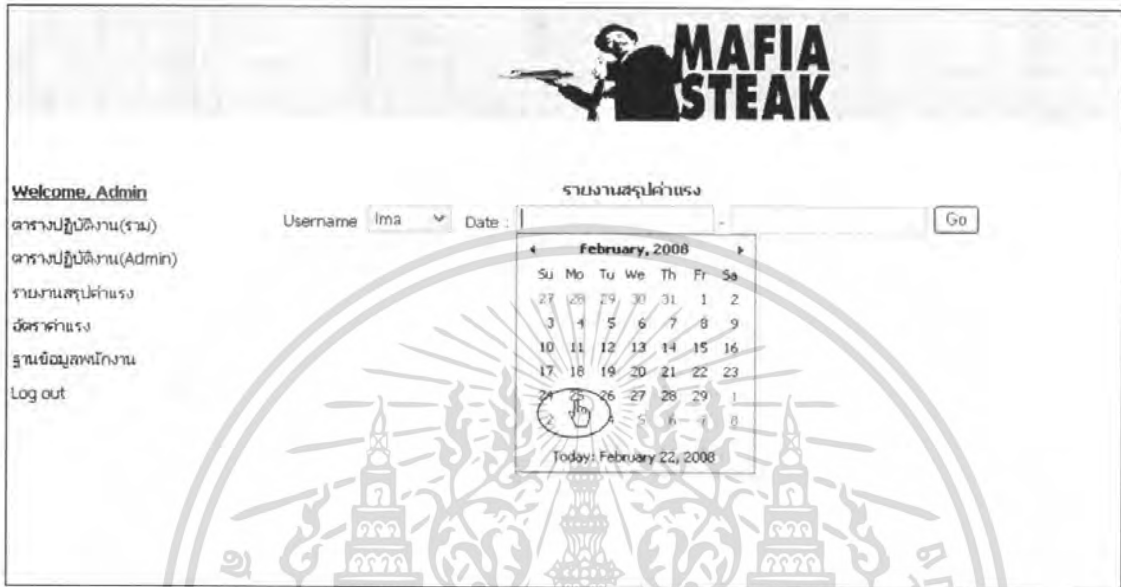 MAFIA
STEAK
Welcome, Admin
ตารางปฏิบัติงาน(รวม)
ตารางปฏิบัติงาน(Admin)
รายงานสรุปค่าแรง
อัตราค่าแรง
ฐานข้อมูลพนักงาน
Log out
รายงานสรุปค่าแรง
Username Ima Date : - Go
February, 2008
Su Mo Tu We Th Fr Sa
27 28 29 30 31 1 2
3 4 5 6 7 8 9
10 11 12 13 14 15 16
17 18 19 20 21 22 23
24 25 26 27 28 29 1
2 4 5 6 7 8
Today: February 22, 2008